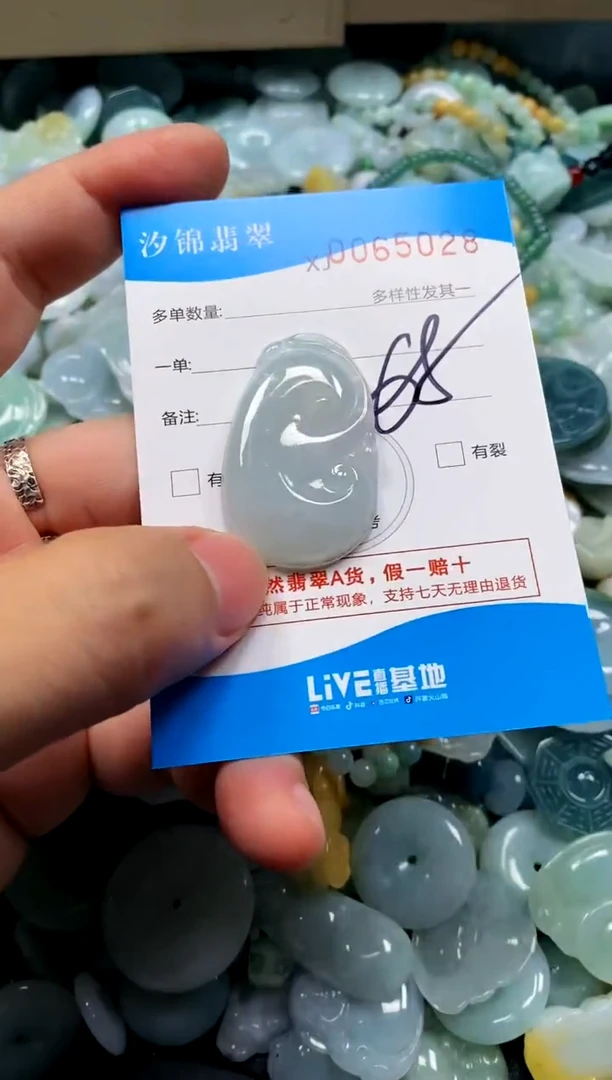 汐锦翡翠
XJ0065028
多单数量:
多样性发其一
一单:
68
备注:
有
有裂
然翡翠A货，假一赔十
纯属于正常现象，支持七天无理由退货
LiVE直播基地